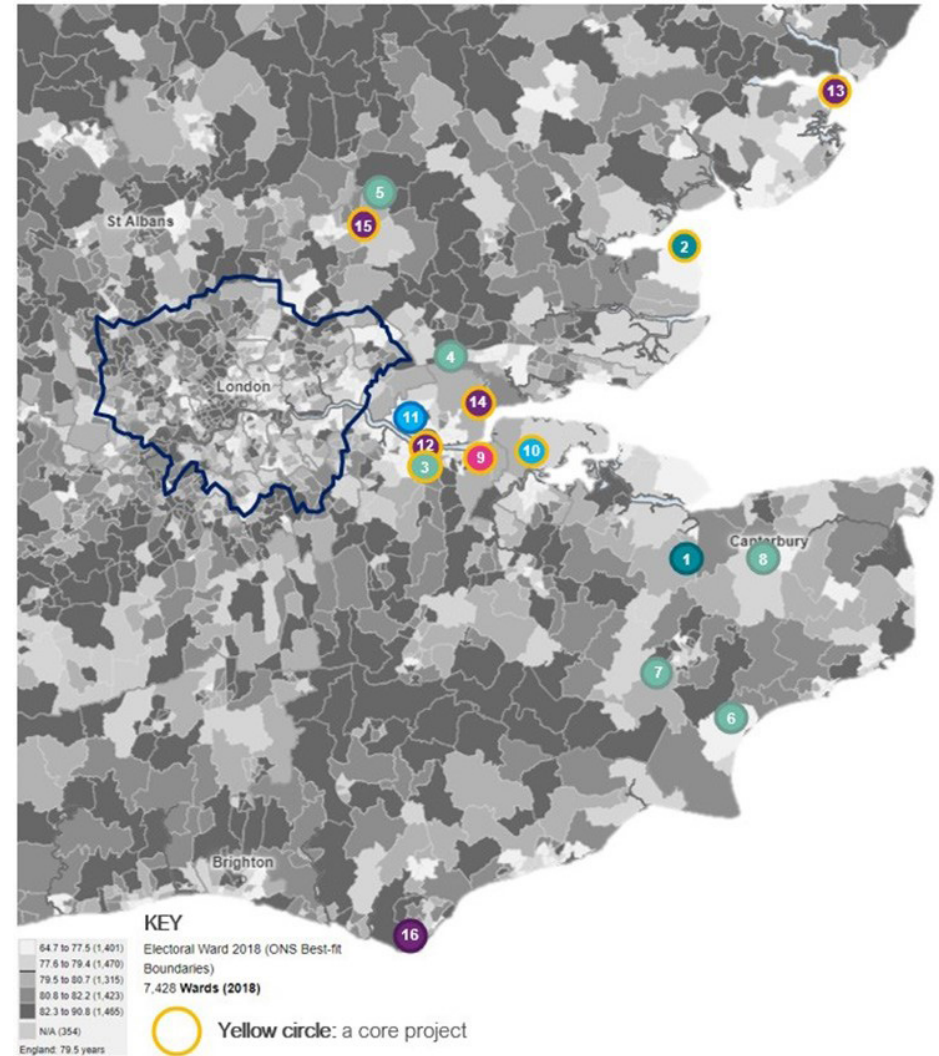 13
5
St Albans
15
2
4
London
14
11
12
10
9
3
Canterbury
1
8
7
6
Brighton
16
KEY
Electoral Ward 2018 (ONS Best-fit
Boundaries)
7,428 Wards (2018)
64.7 to 77.5 (1,401)
77.6 to 79.4 (1,470)
79.5 to 80.7 (1,315)
80.8 to 82.2 (1,423)
82.3 to 90.8 (1,465)
N/A (354)
England: 79.5 years
Yellow circle: a core project